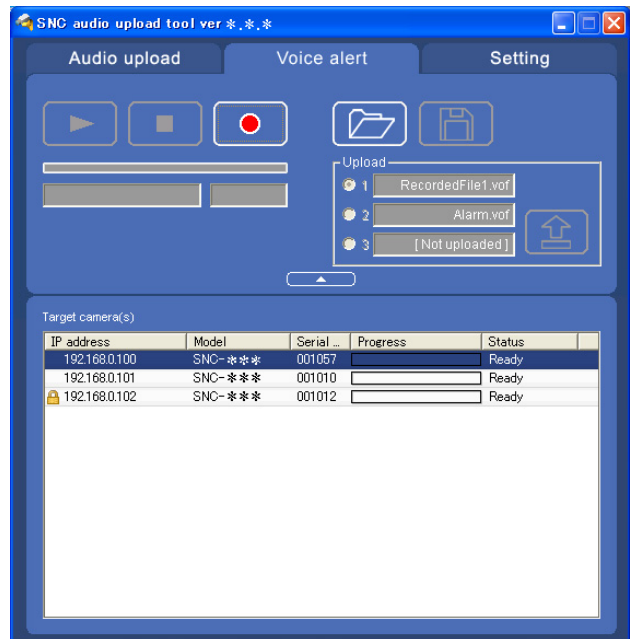 SNC audio upload tool ver *.*.*
Audio upload Voice alert Setting
Upload
1 RecordedFile1.vof
2 Alarm.vof
3 [Not uploaded]
Target camera(s)
IP address Model Serial ... Progress Status
192.168.0.100 SNC-*** 001057 Ready
192.168.0.101 SNC-*** 001010 Ready
192.168.0.102 SNC-*** 001012 Ready